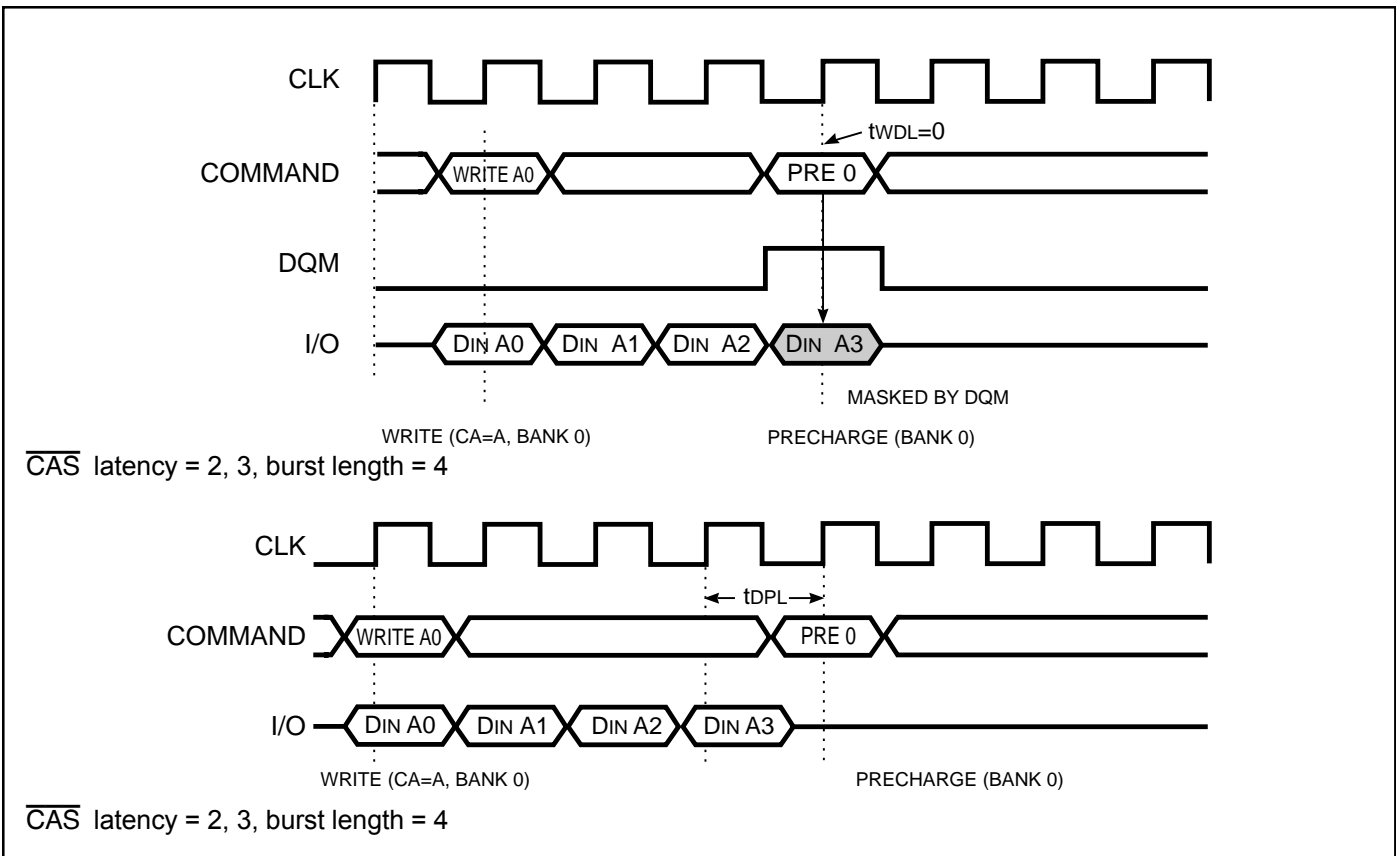 CLK
tWDL=0
COMMAND WRITE A0 PRE 0
DQM
I/O DIN A0 DIN A1 DIN A2 DIN A3
MASKED BY DQM
WRITE (CA=A, BANK 0) PRECHARGE (BANK 0)
CAS latency = 2, 3, burst length = 4
CLK
tDPL
COMMAND WRITE A0 PRE 0
I/O DIN A0 DIN A1 DIN A2 DIN A3
WRITE (CA=A, BANK 0) PRECHARGE (BANK 0)
CAS latency = 2, 3, burst length = 4